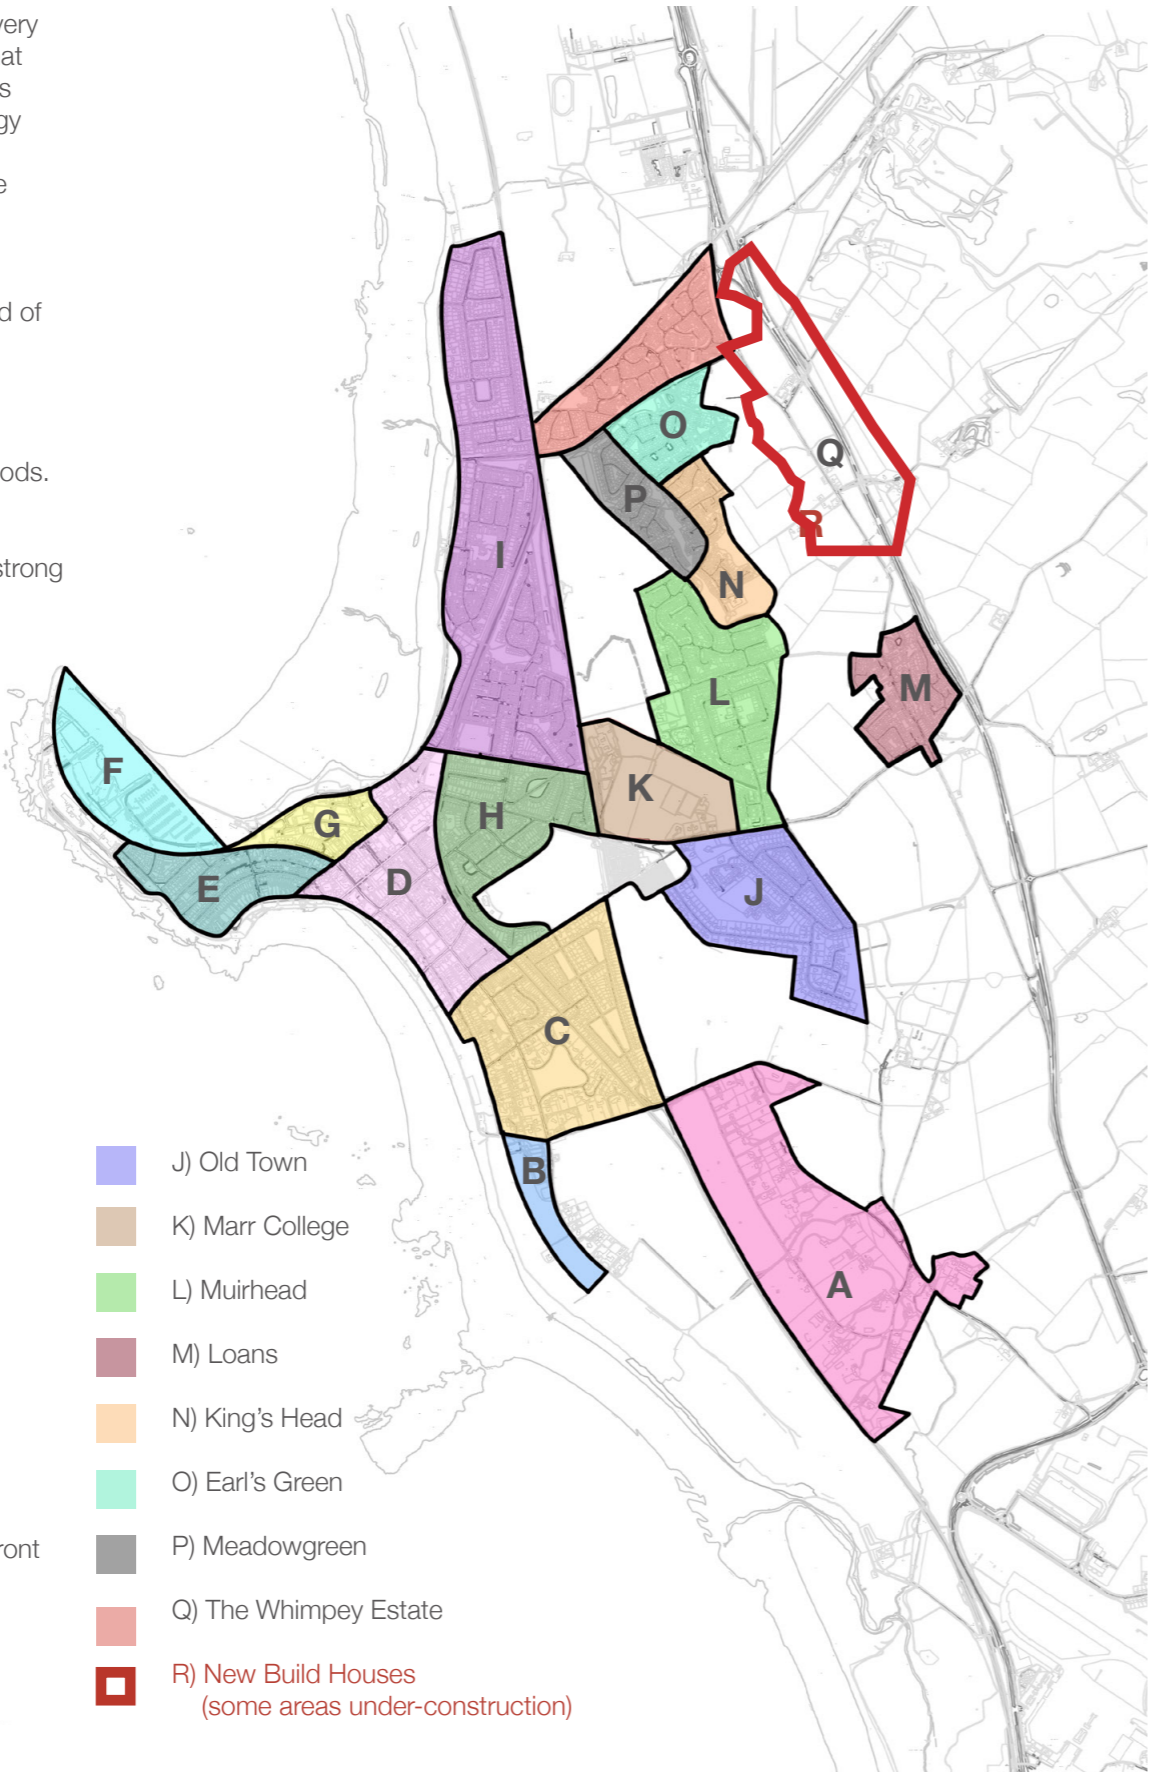 very
at
s
gy
e
d of
ods.
strong
ront
Q
O
P
R
I
N
L
M
F
K
G
H
D
E
J
C
B
A
J) Old Town
K) Marr College
L) Muirhead
M) Loans
N) King's Head
O) Earl's Green
P) Meadowgreen
Q) The Whimpey Estate
R) New Build Houses
(some areas under-construction)